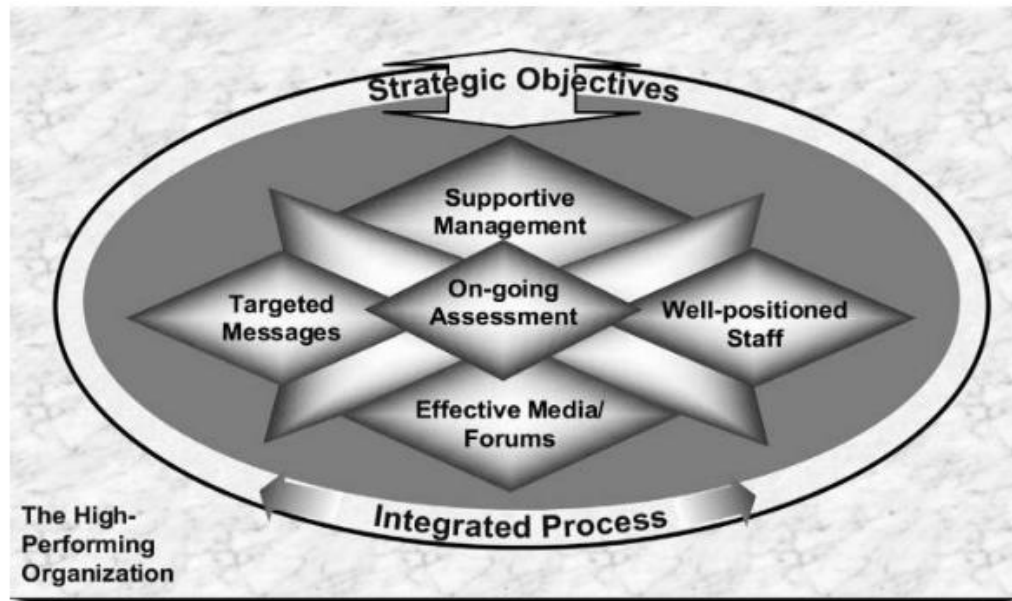 Strategic Objectives
Supportive
Management
Targeted
Messages
On-going
Assessment
Well-positioned
Staff
Effective Media/
Forums
Integrated Process
The High-
Performing
Organization